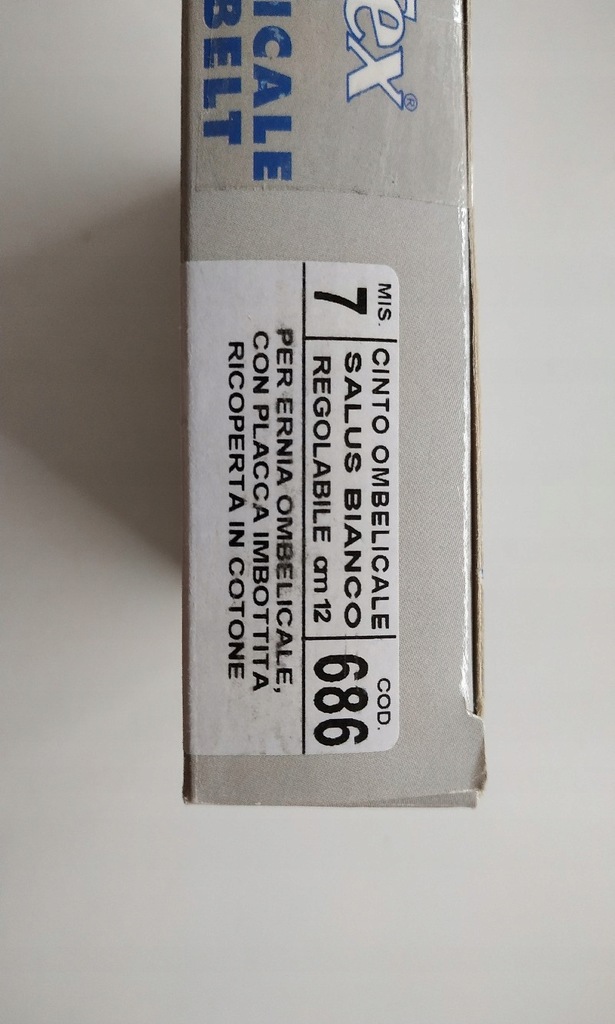 ex®
ICALE
BELT
MIS.
7
CINTO OMBELICALE
SALUS BIANCO
REGOLABILE cm 12
COD.
686
PER ERNIA OMBELICALE,
CON PLACCA IMBOTTITA
RICOPERTA IN COTONE